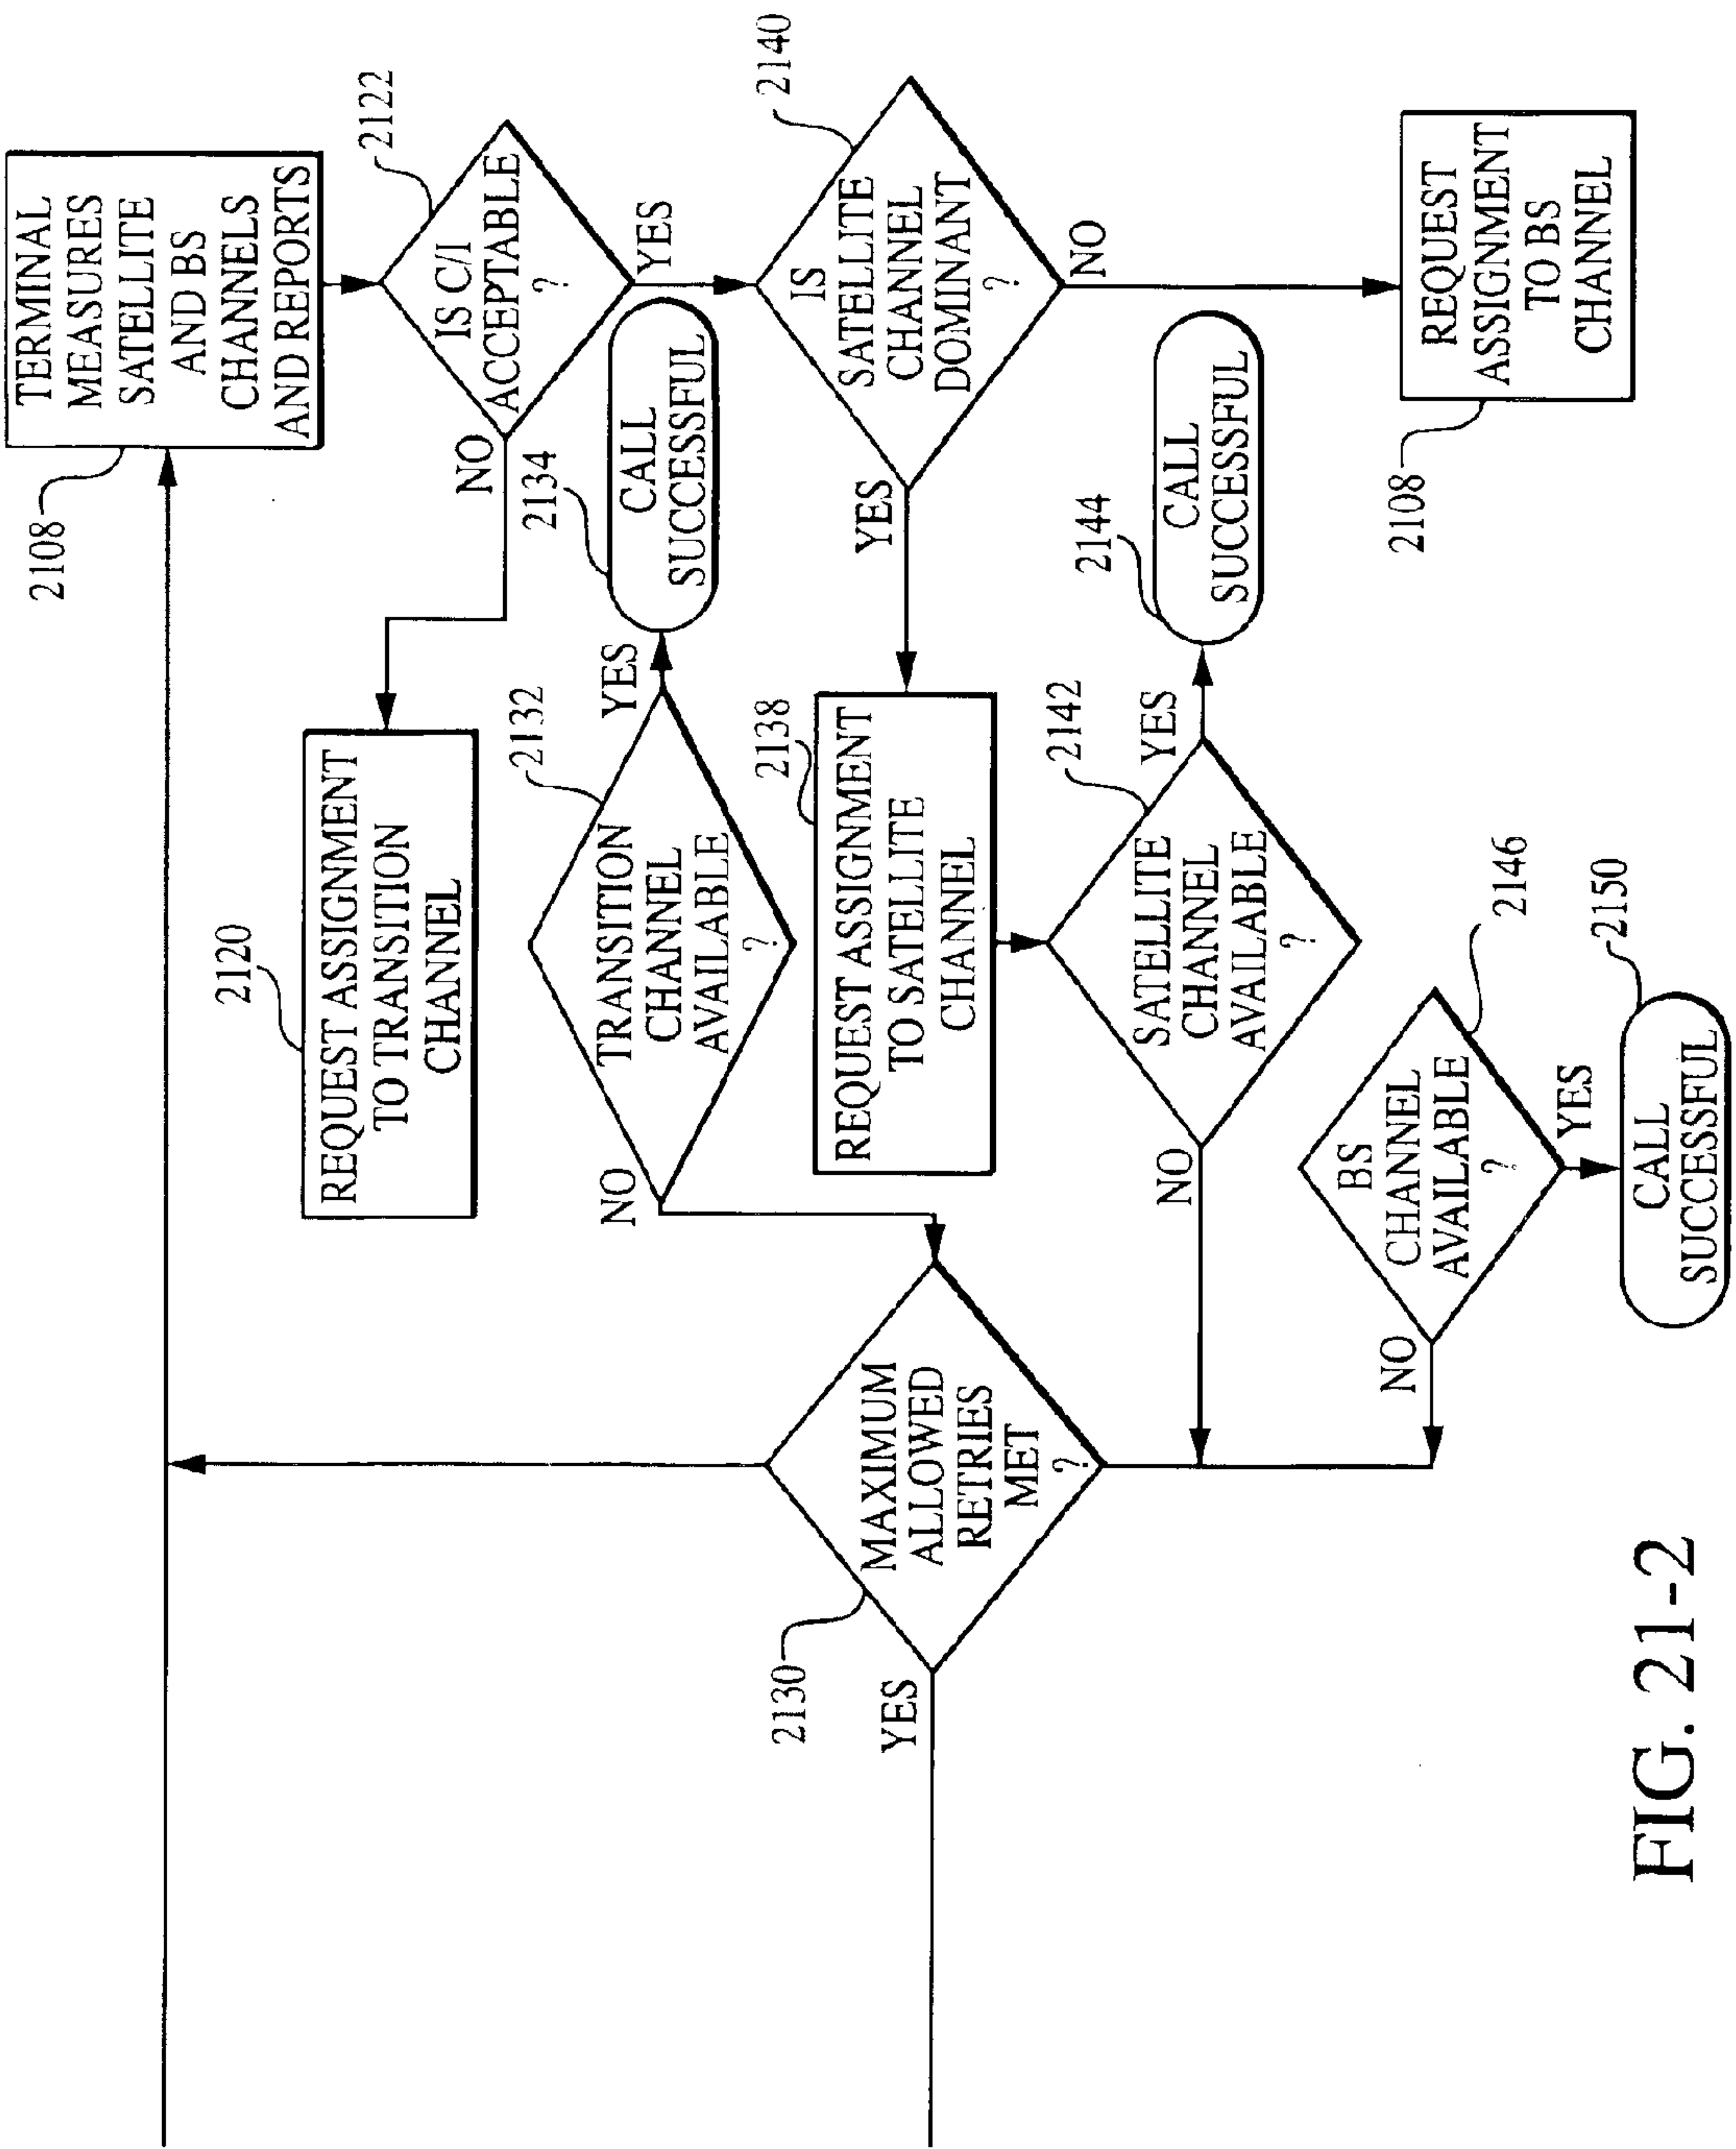 2108
TERMINAL
MEASURES
SATELLITE
AND BS
CHANNELS
AND REPORTS
2122
IS C/I
ACCEPTABLE
?
NO
YES
2120
REQUEST ASSIGNMENT
TO TRANSITION
CHANNEL
2132
TRANSITION
CHANNEL
AVAILABLE
?
YES
NO
2134
CALL
SUCCESSFUL
2140
IS
SATELLITE
CHANNEL
DOMINANT
?
YES
NO
2130
MAXIMUM
ALLOWED
RETRIES
MET
?
YES
2138
REQUEST ASSIGNMENT
TO SATELLITE
CHANNEL
2142
SATELLITE
CHANNEL
AVAILABLE
?
YES
NO
2144
CALL
SUCCESSFUL
2108
REQUEST
ASSIGNMENT
TO BS
CHANNEL
2146
BS
CHANNEL
AVAILABLE
?
NO
YES
2150
CALL
SUCCESSFUL
FIG. 21-2